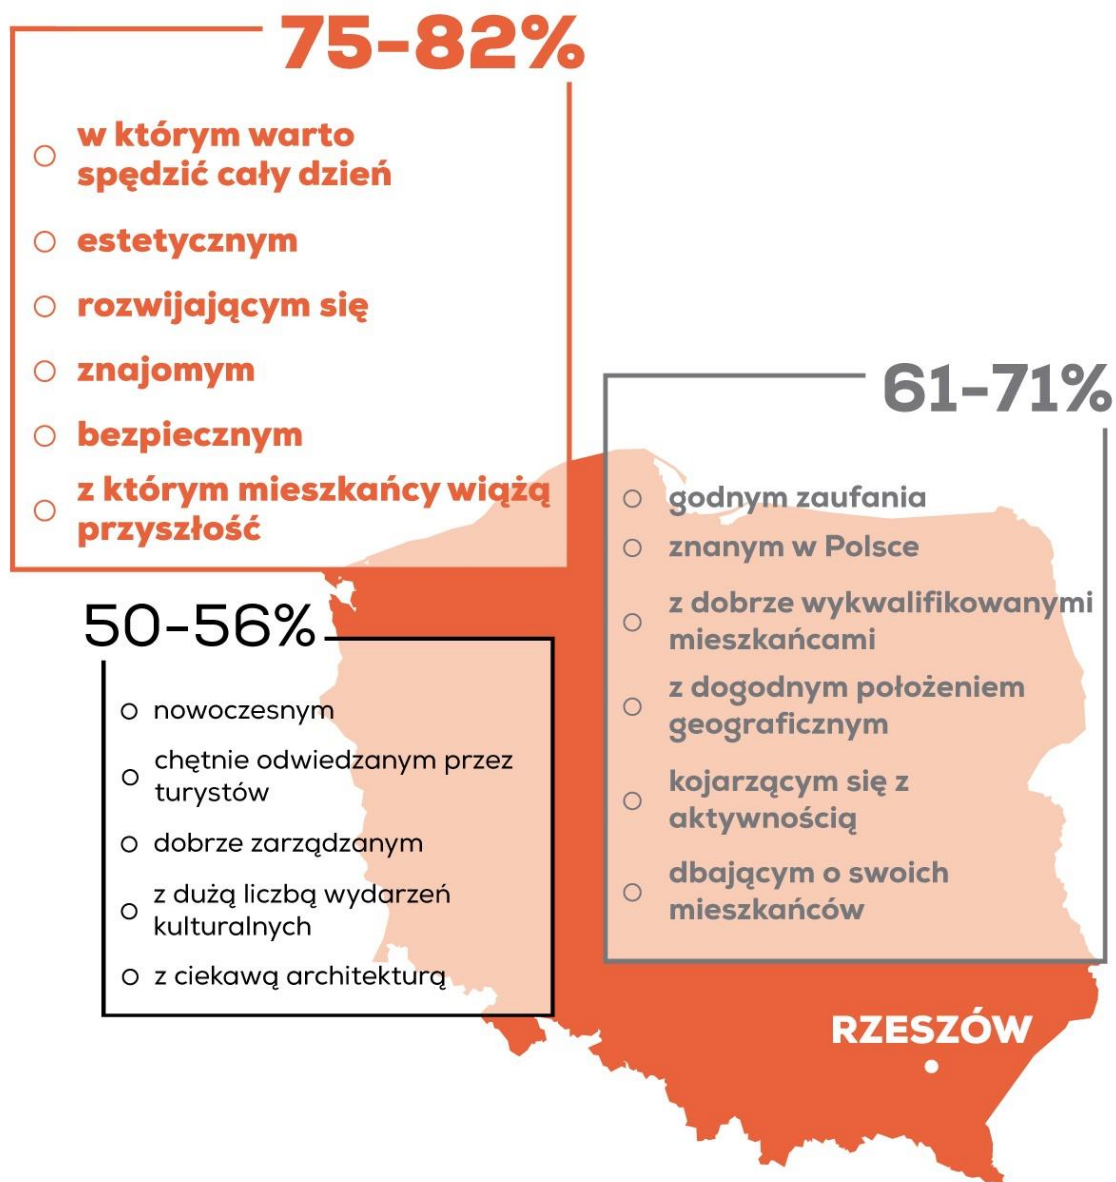 75-82%
w którym warto
spędzić cały dzień
estetycznym
rozwijającym się
znajomym
bezpiecznym
z którym mieszkańcy wiążą
przyszłość
61-71%
godnym zaufania
znanym w Polsce
z dobrze wykwalifikowanymi
mieszkańcami
z dogodnym położeniem
geograficznym
kojarzącym się z
aktywnością
dbającym o swoich
mieszkańców
50-56%
nowoczesnym
chętnie odwiedzanym przez
turystów
dobrze zarządzanym
z dużą liczbą wydarzeń
kulturalnych
z ciekawą architekturą
RZESZÓW